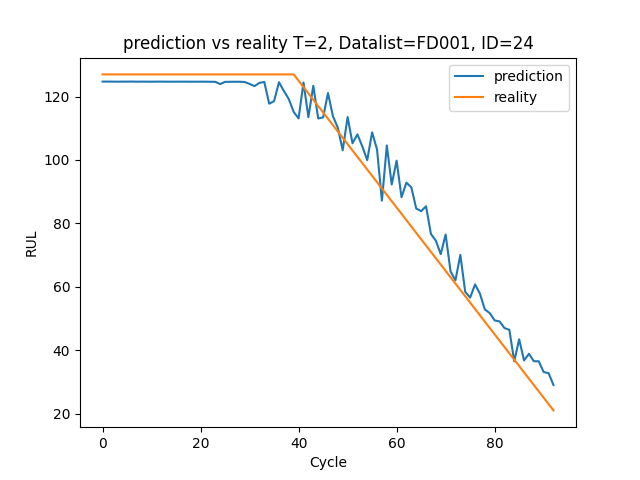 prediction vs reality T=2, Datalist=FD001, ID=24
prediction
reality
RUL
120
100
80
60
40
20
0 20 40 60 80
Cycle